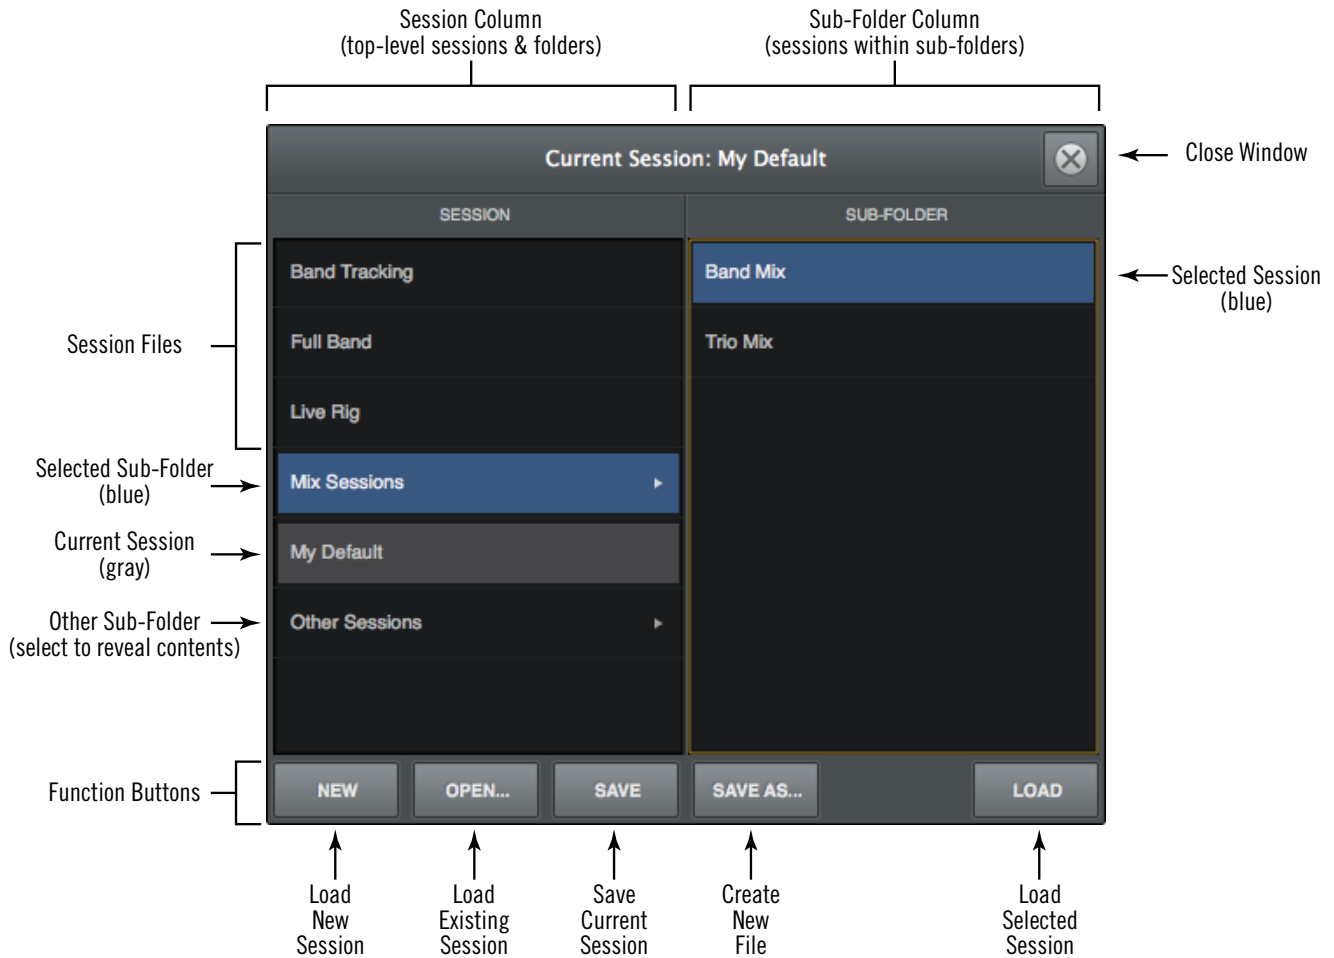 Session Column
(top-level sessions & folders)
Sub-Folder Column
(sessions within sub-folders)
Current Session: My Default
Close Window
SESSION
SUB-FOLDER
Band Tracking
Band Mix
Selected Session
(blue)
Full Band
Trio Mix
Session Files
Live Rig
Selected Sub-Folder
(blue)
Mix Sessions
Current Session
(gray)
My Default
Other Sub-Folder
(select to reveal contents)
Other Sessions
Function Buttons
NEW
OPEN...
SAVE
SAVE AS...
LOAD
Load
New
Session
Load
Existing
Session
Save
Current
Session
Create
New
File
Load
Selected
Session